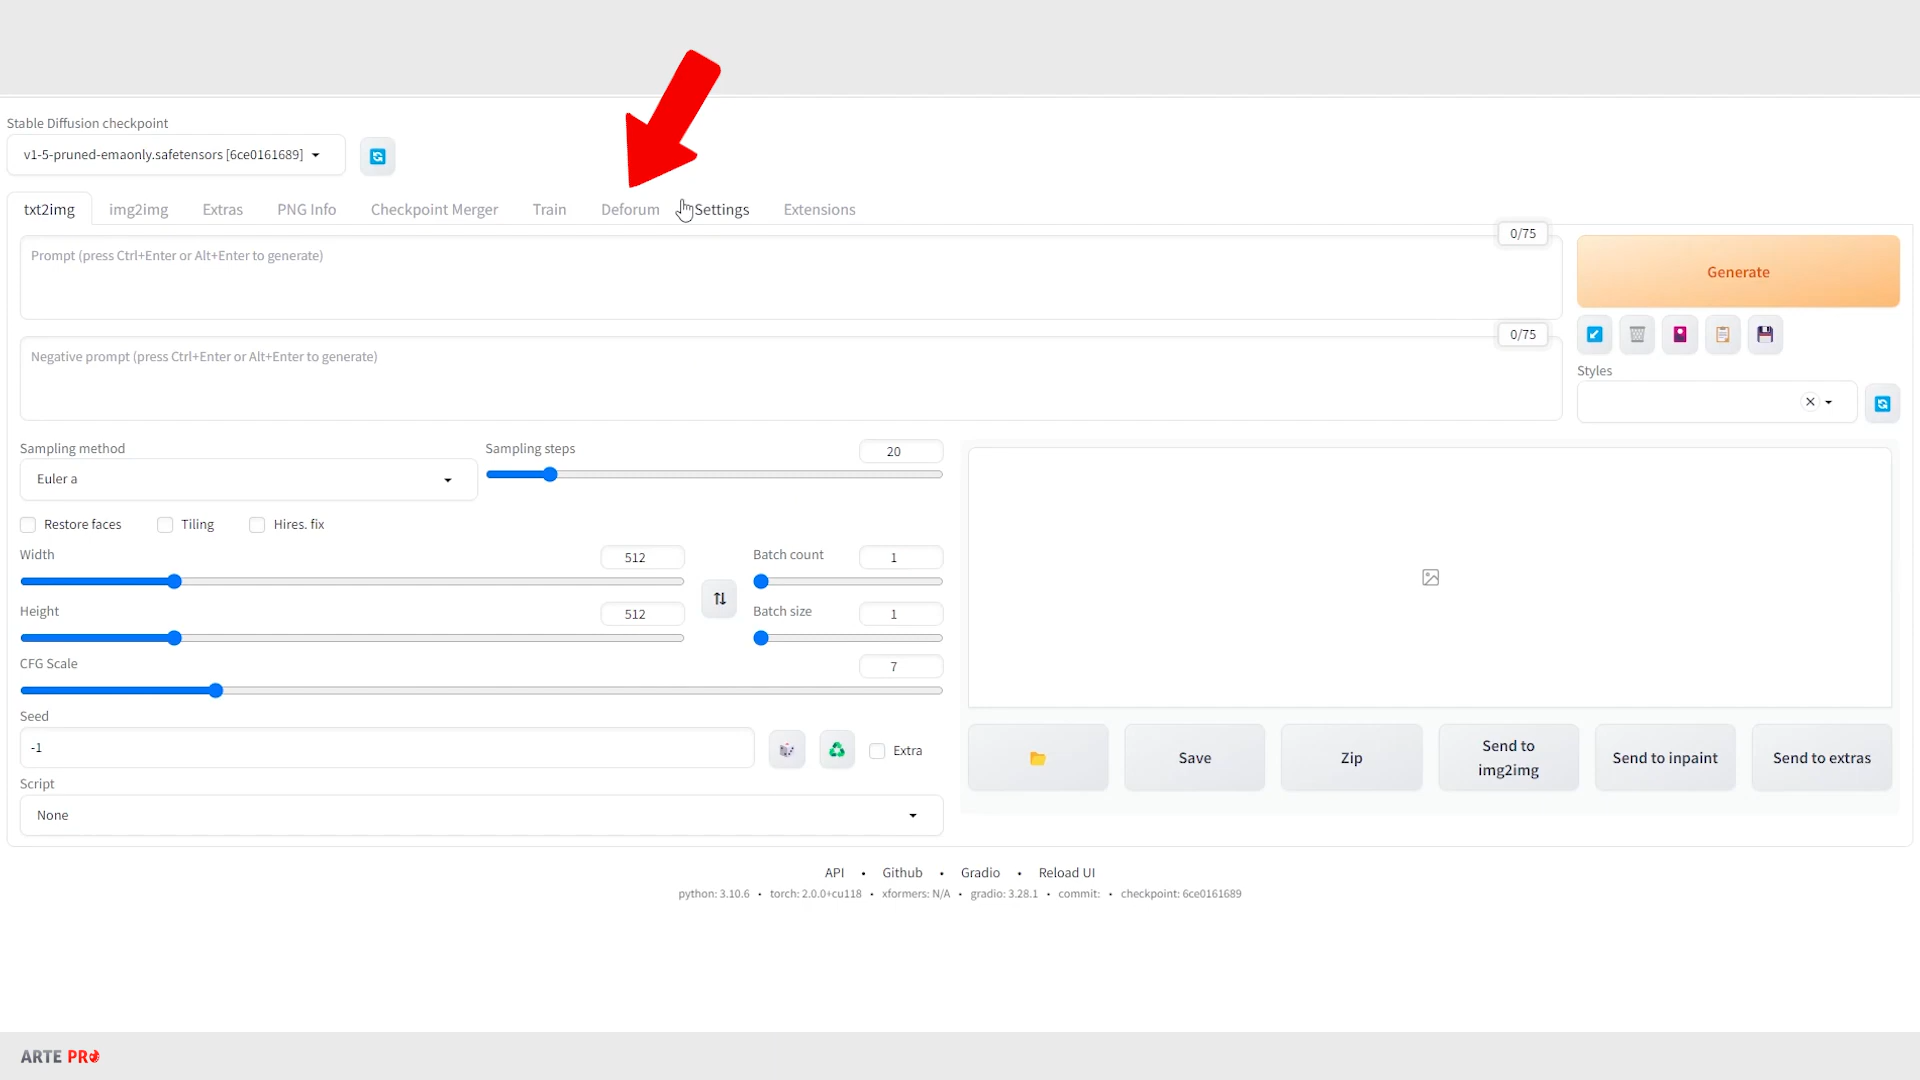 Stable Diffusion checkpoint
v1-5-pruned-emaonly.safetensors [6ce0161689]
txt2img img2img Extras PNG Info Checkpoint Merger Train Deforum Settings Extensions
0/75
Prompt (press Ctrl+Enter or Alt+Enter to generate)
Generate
0/75
Negative prompt (press Ctrl+Enter or Alt+Enter to generate)
Styles
Sampling method
Euler a
Sampling steps
20
Restore faces Tiling Hires. fix
Width
512
Batch count
1
Height
512
Batch size
1
CFG Scale
7
Seed
-1
Extra
Script
None
Save
Zip
Send to
img2img
Send to inpaint
Send to extras
API • Github • Gradio • Reload UI
python: 3.10.6 • torch: 2.0.0+cu118 • xformers: N/A • gradio: 3.28.1 • commit: • checkpoint: 6ce0161689
ARTE PRO